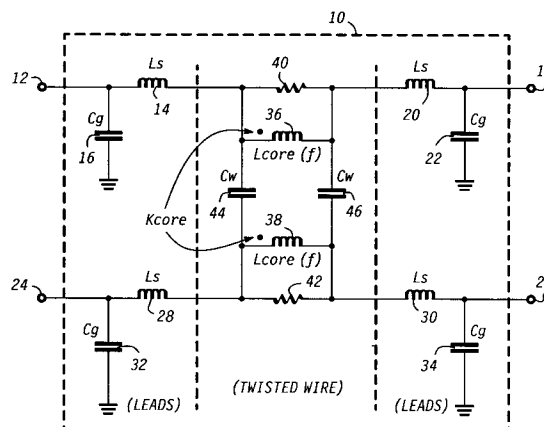 10
12
Ls
40
Ls
1
14
36
20
Cg
16
Lcore (f)
Cg
22
Cw
44
Cw
46
Kcore
38
Lcore (f)
24
Ls
42
Ls
2
28
30
Cg
32
Cg
34
(LEADS)
(TWISTED WIRE)
(LEADS)